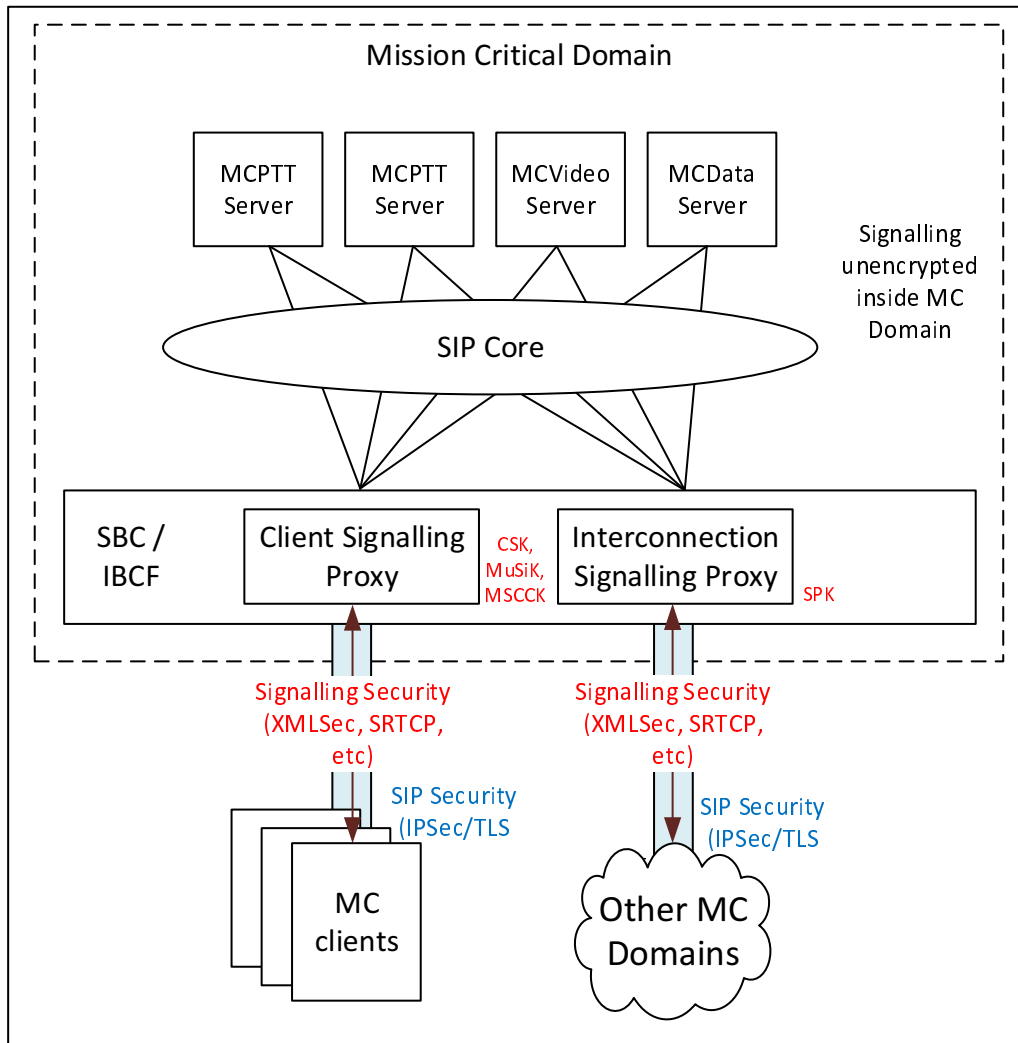 Mission Critical Domain
MCPTT
Server
MCPTT
Server
MCVideo
Server
MCData
Server
Signalling
unencrypted
inside MC
Domain
SIP Core
SBC /
IBCF
Client Signalling
Proxy
CSK,
MuSiK,
MSCCK
Interconnection
Signalling Proxy
SPK
Signalling Security
(XMLSec, SRTCP,
etc)
Signalling Security
(XMLSec, SRTCP,
etc)
SIP Security
(IPSec/TLS
SIP Security
(IPSec/TLS
MC
clients
Other MC
Domains